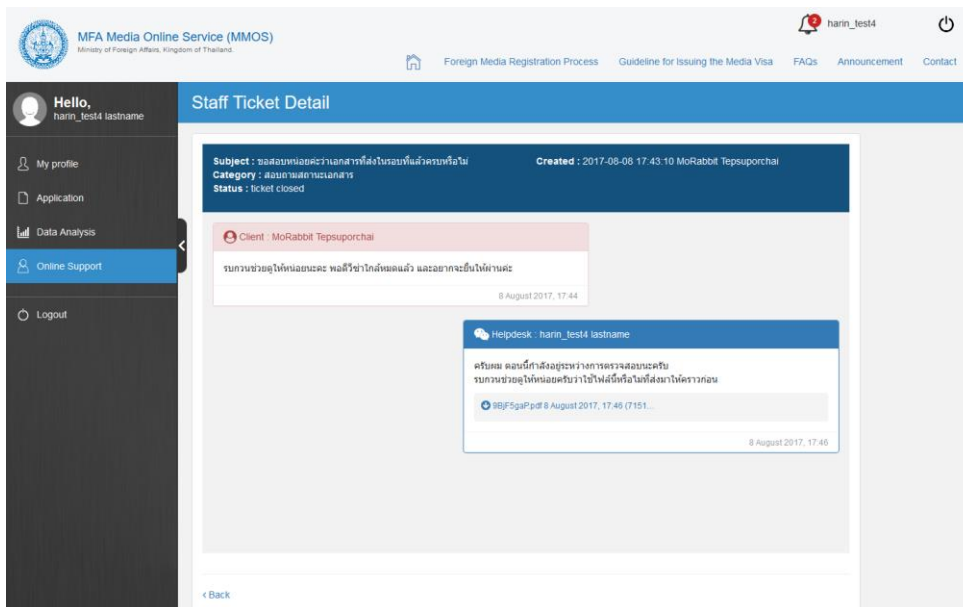 MFA Media Online Service (MMOS)
Ministry of Foreign Affairs, Kingdom of Thailand.
2
harin_test4
Foreign Media Registration Process
Guideline for Issuing the Media Visa
FAQs
Announcement
Contact
Hello,
harin_test4 lastname
My profile
Application
Data Analysis
Online Support
Logout
Staff Ticket Detail
Subject : ขอสอบหน่อยค่ะว่าเอกสารที่ส่งในรอบที่แล้วครบหรือไม่
Created : 2017-08-08 17:43:10 MoRabbit Tepsuporchai
Category : สอบถามสถานะเอกสาร
Status : ticket closed
Client : MoRabbit Tepsuporchai
รบกวนช่วยดูให้หน่อยนะคะ พอดีวีซ่าใกล้หมดแล้ว และอยากจะยื่นให้ผ่านค่ะ
8 August 2017, 17:44
Helpdesk : harin_test4 lastname
ครับผม ตอนนี้กำลังอยู่ระหว่างการตรวจสอบนะครับ
รบกวนช่วยดูให้หน่อยครับว่าใช้ไฟล์นี้หรือไม่ที่ส่งมาให้คราวก่อน
9BjF5gaP.pdf 8 August 2017, 17:46 (7151...
8 August 2017, 17:46
< Back